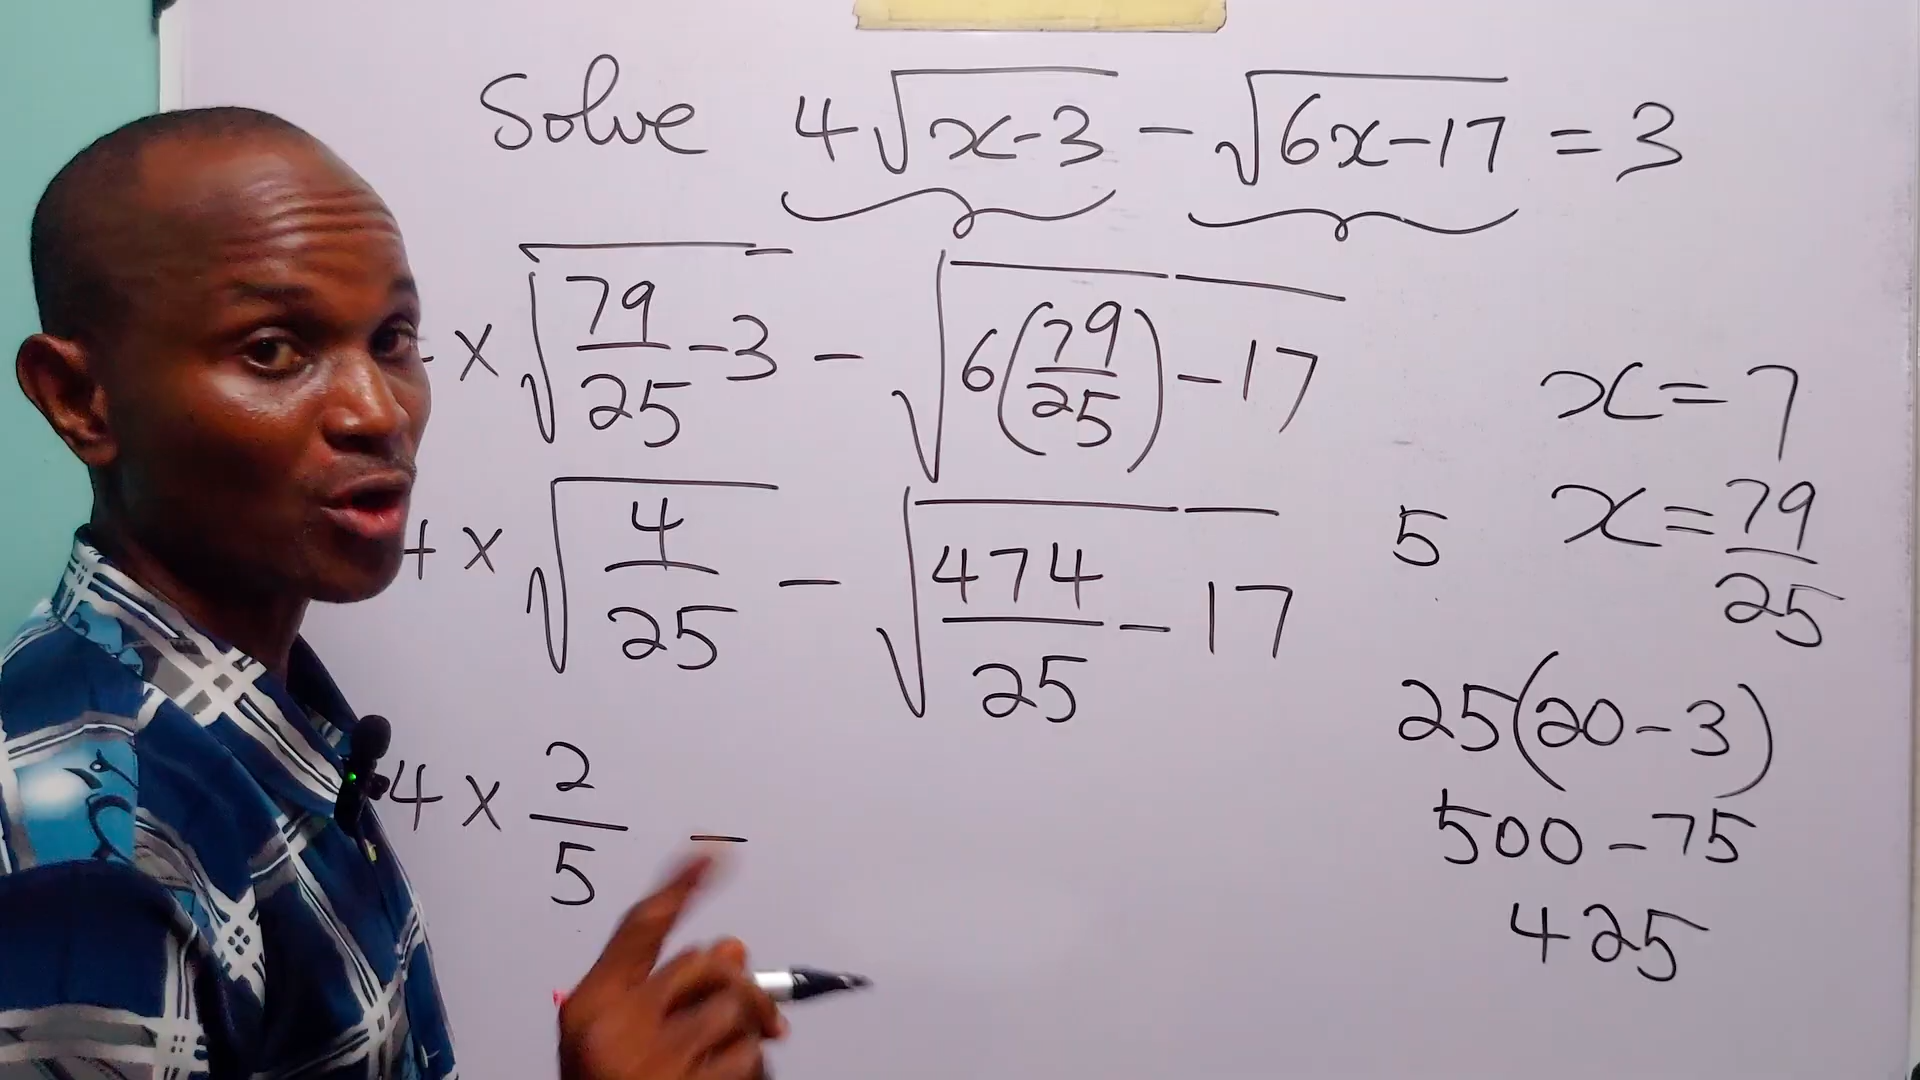 Solve 4√(x-3) - √(6x-17) = 3
× √(79/25 - 3) - √(6(79/25) - 17)
x = 7
4 × √(4/25) - √(474/25 - 17)
5
x = 79/25
25(20-3)
4 × 2/5 -
500 - 75
425